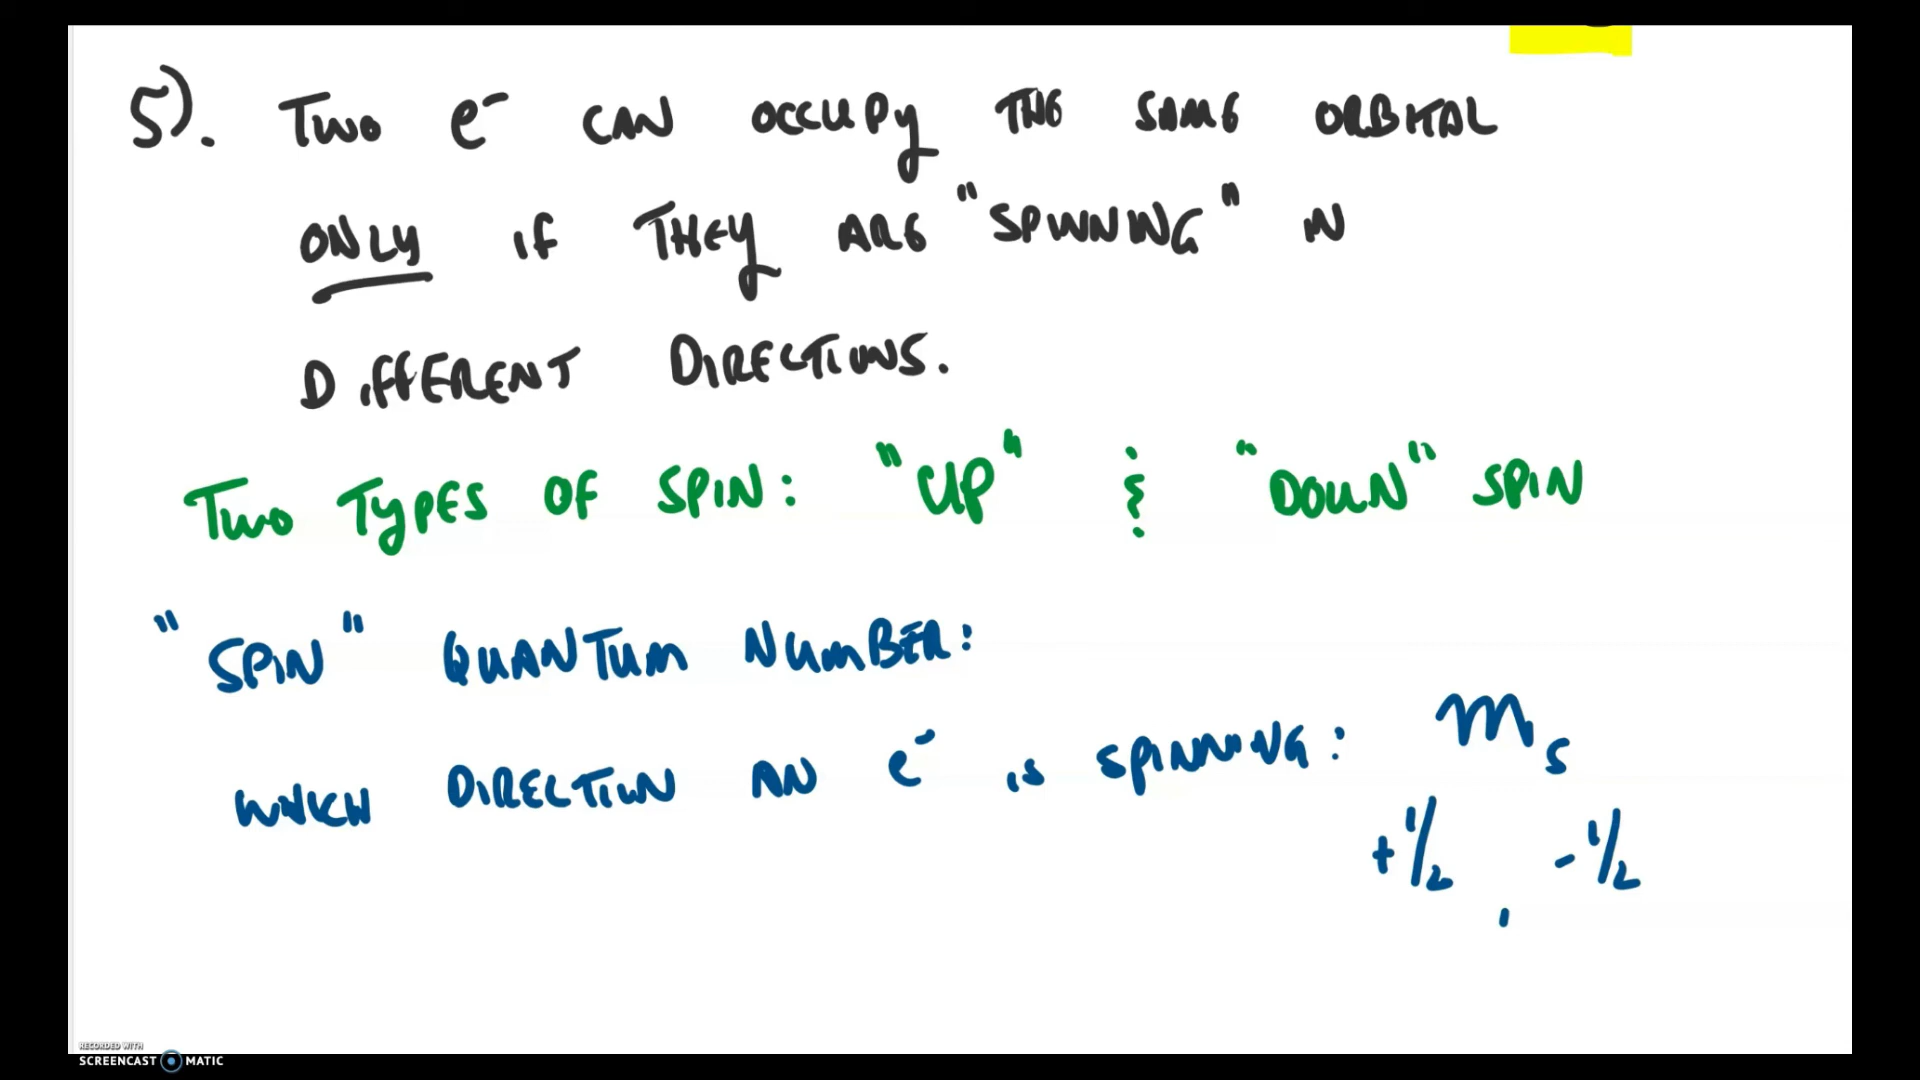 5). TWO e⁻ CAN OCCUPY THE SAME ORBITAL
ONLY IF THEY ARE "SPINNING" IN
DIFFERENT DIRECTIONS.
TWO TYPES OF SPIN: "UP" & "DOWN" SPIN
"SPIN" QUANTUM NUMBER:
WHICH DIRECTION AN e⁻ IS SPINNING: mₛ
+1/2 , -1/2
RECORDED WITH
SCREENCAST MATIC